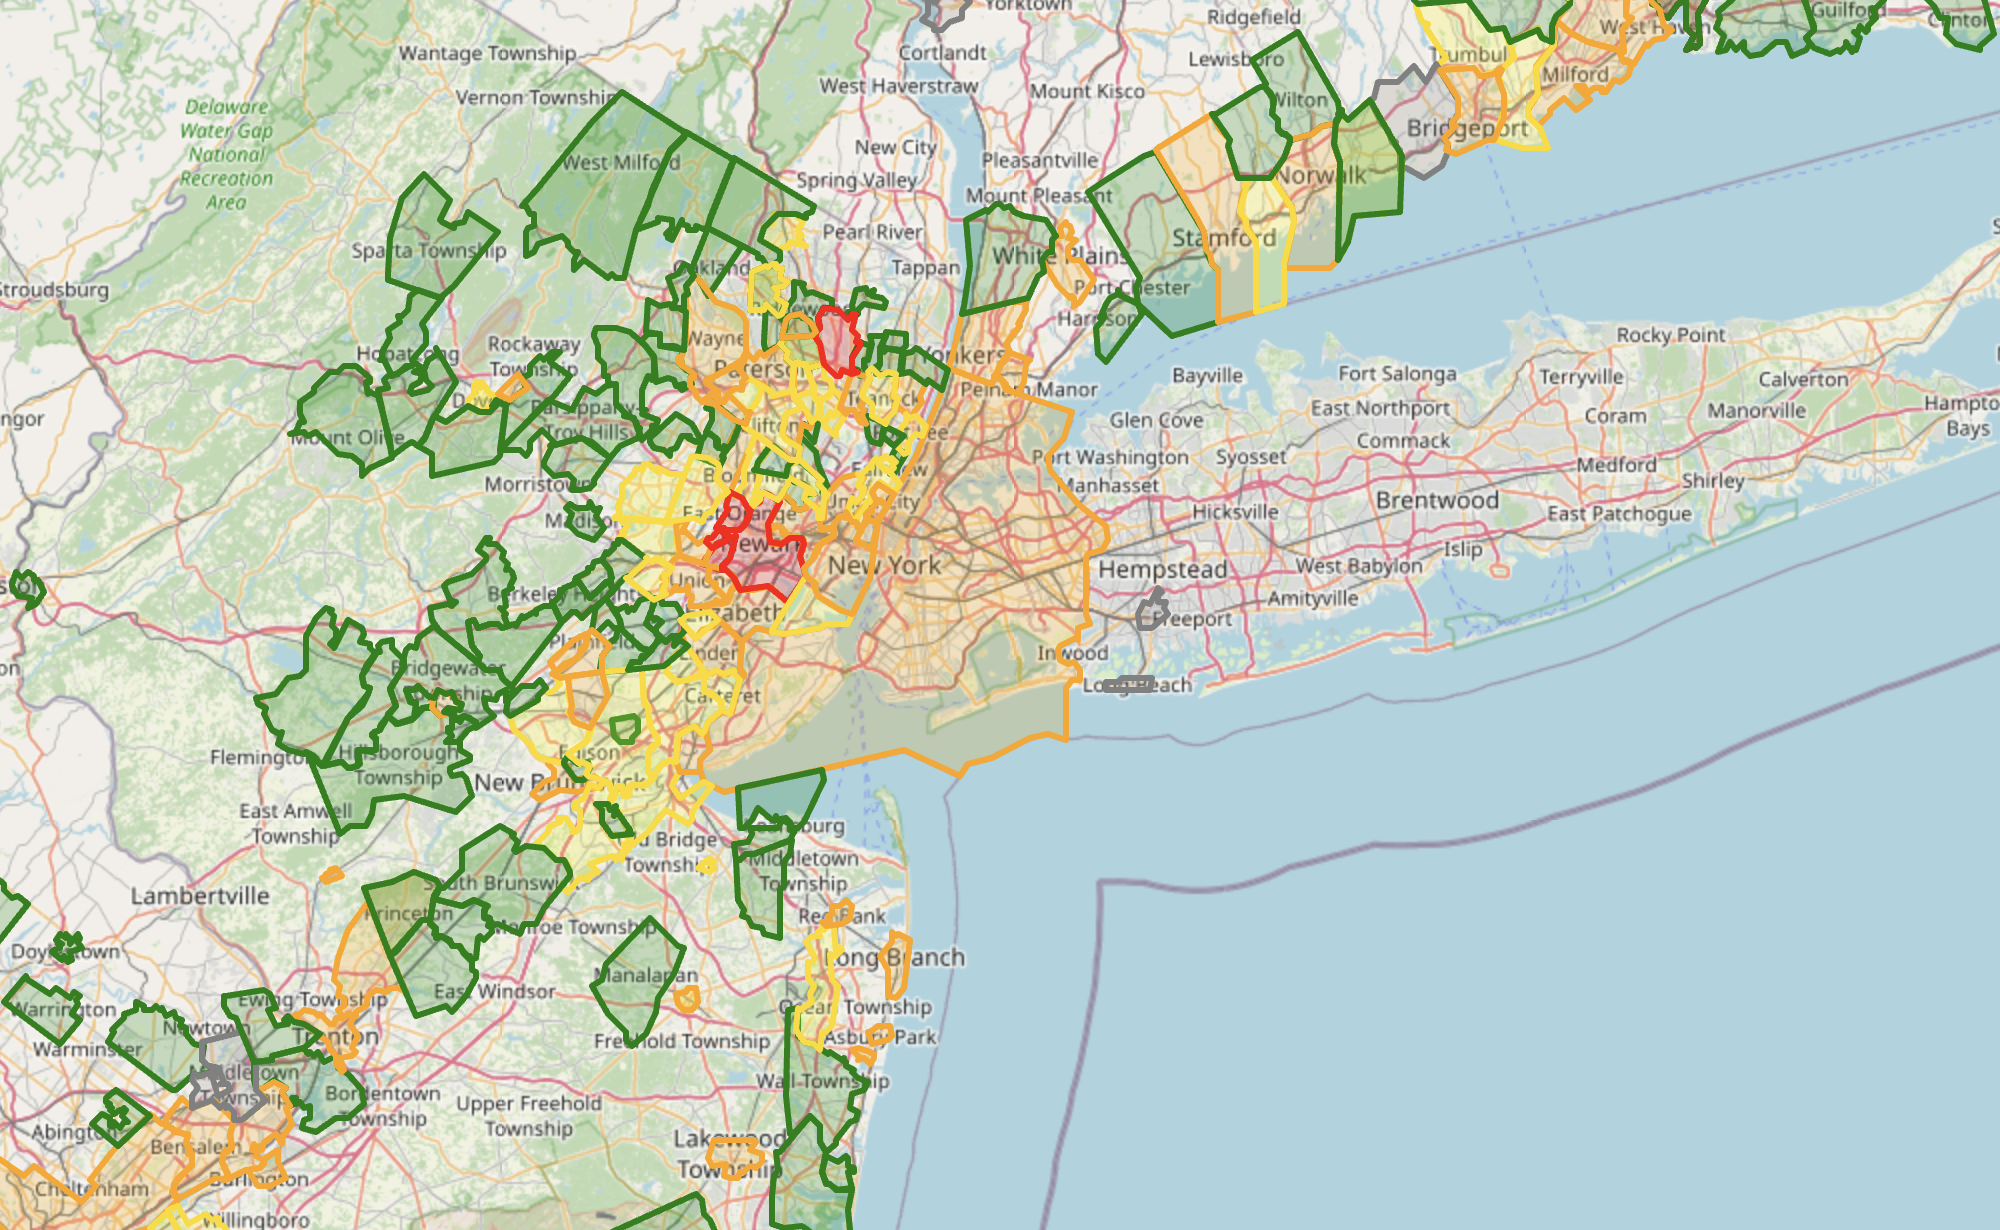 Yorktown
Ridgefield
Guilford
Clinton
Wantage Township
Cortlandt
Lewisboro
West Haven
Trumbul
Milford
Vernon Township
West Haverstraw
Mount Kisco
Wilton
Delaware
Water Gap
National
Recreation
Area
Bridgeport
New City
Pleasantville
West Milford
Spring Valley
Mount Pleasant
Norwalk
Pearl River
Stamford
Sparta Township
White Plains
Oakland
Tappan
Port Chester
Stroudsburg
Harrison
Rocky Point
Hopatcong
Rockaway
Township
Wayne
Yonkers
Paterson
Pelham Manor
Bayville
Fort Salonga
Terryville
Calverton
Dover
Teaneck
Parsippany-
Troy Hills
Glen Cove
East Northport
Coram
Manorville
Hampto
Bays
ngor
Mount Olive
Clifton
Commack
Port Washington
Syosset
Medford
Bloomfield
Fairview
Manhasset
Shirley
Morristown
Union City
Brentwood
Madison
East Orange
Hicksville
East Patchogue
Newark
New York
Islip
Hempstead
West Babylon
Union
Berkeley Heights
Amityville
Elizabeth
Freeport
Plainfield
Linden
Inwood
Bridgewater
Township
Long Beach
Carteret
Flemington
Hillsborough
Township
Edison
New Brunswick
East Amwell
Township
Keansburg
Old Bridge
Township
Middletown
Township
Lambertville
South Brunswick
Princeton
Red Bank
Monroe Township
Doylestown
Long Branch
Manalapan
East Windsor
Ewing Township
Warrington
Ocean Township
Newtown
Trenton
Freehold Township
Asbury Park
Warminster
Middletown
Township
Wall Township
Bordentown
Township
Upper Freehold
Township
Abington
Bensalem
Lakewood
Township
Burlington
Cheltenham
Willingboro